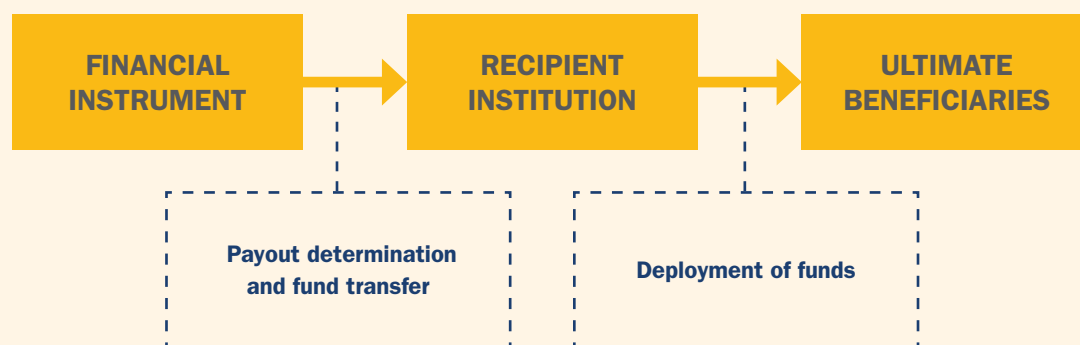 FINANCIAL
INSTRUMENT
RECIPIENT
INSTITUTION
ULTIMATE
BENEFICIARIES
Payout determination
and fund transfer
Deployment of funds